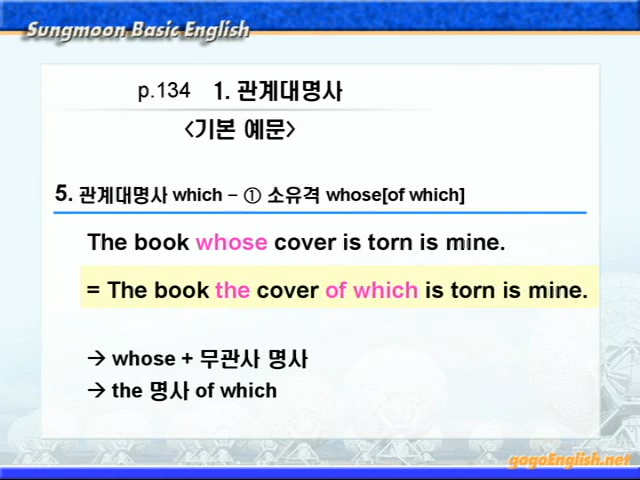 Sungmoon Basic English
p.134 1. 관계대명사
<기본 예문>
5. 관계대명사 which – ① 소유격 whose[of which]
The book whose cover is torn is mine.
= The book the cover of which is torn is mine.
→ whose + 무관사 명사
→ the 명사 of which
gogoEnglish.net